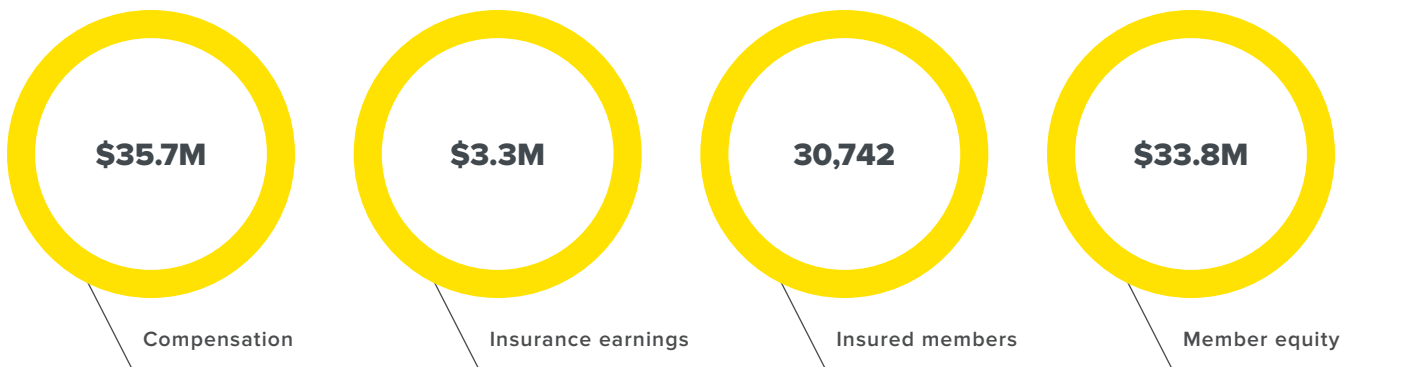 $35.7M
$3.3M
30,742
$33.8M
Compensation
Insurance earnings
Insured members
Member equity